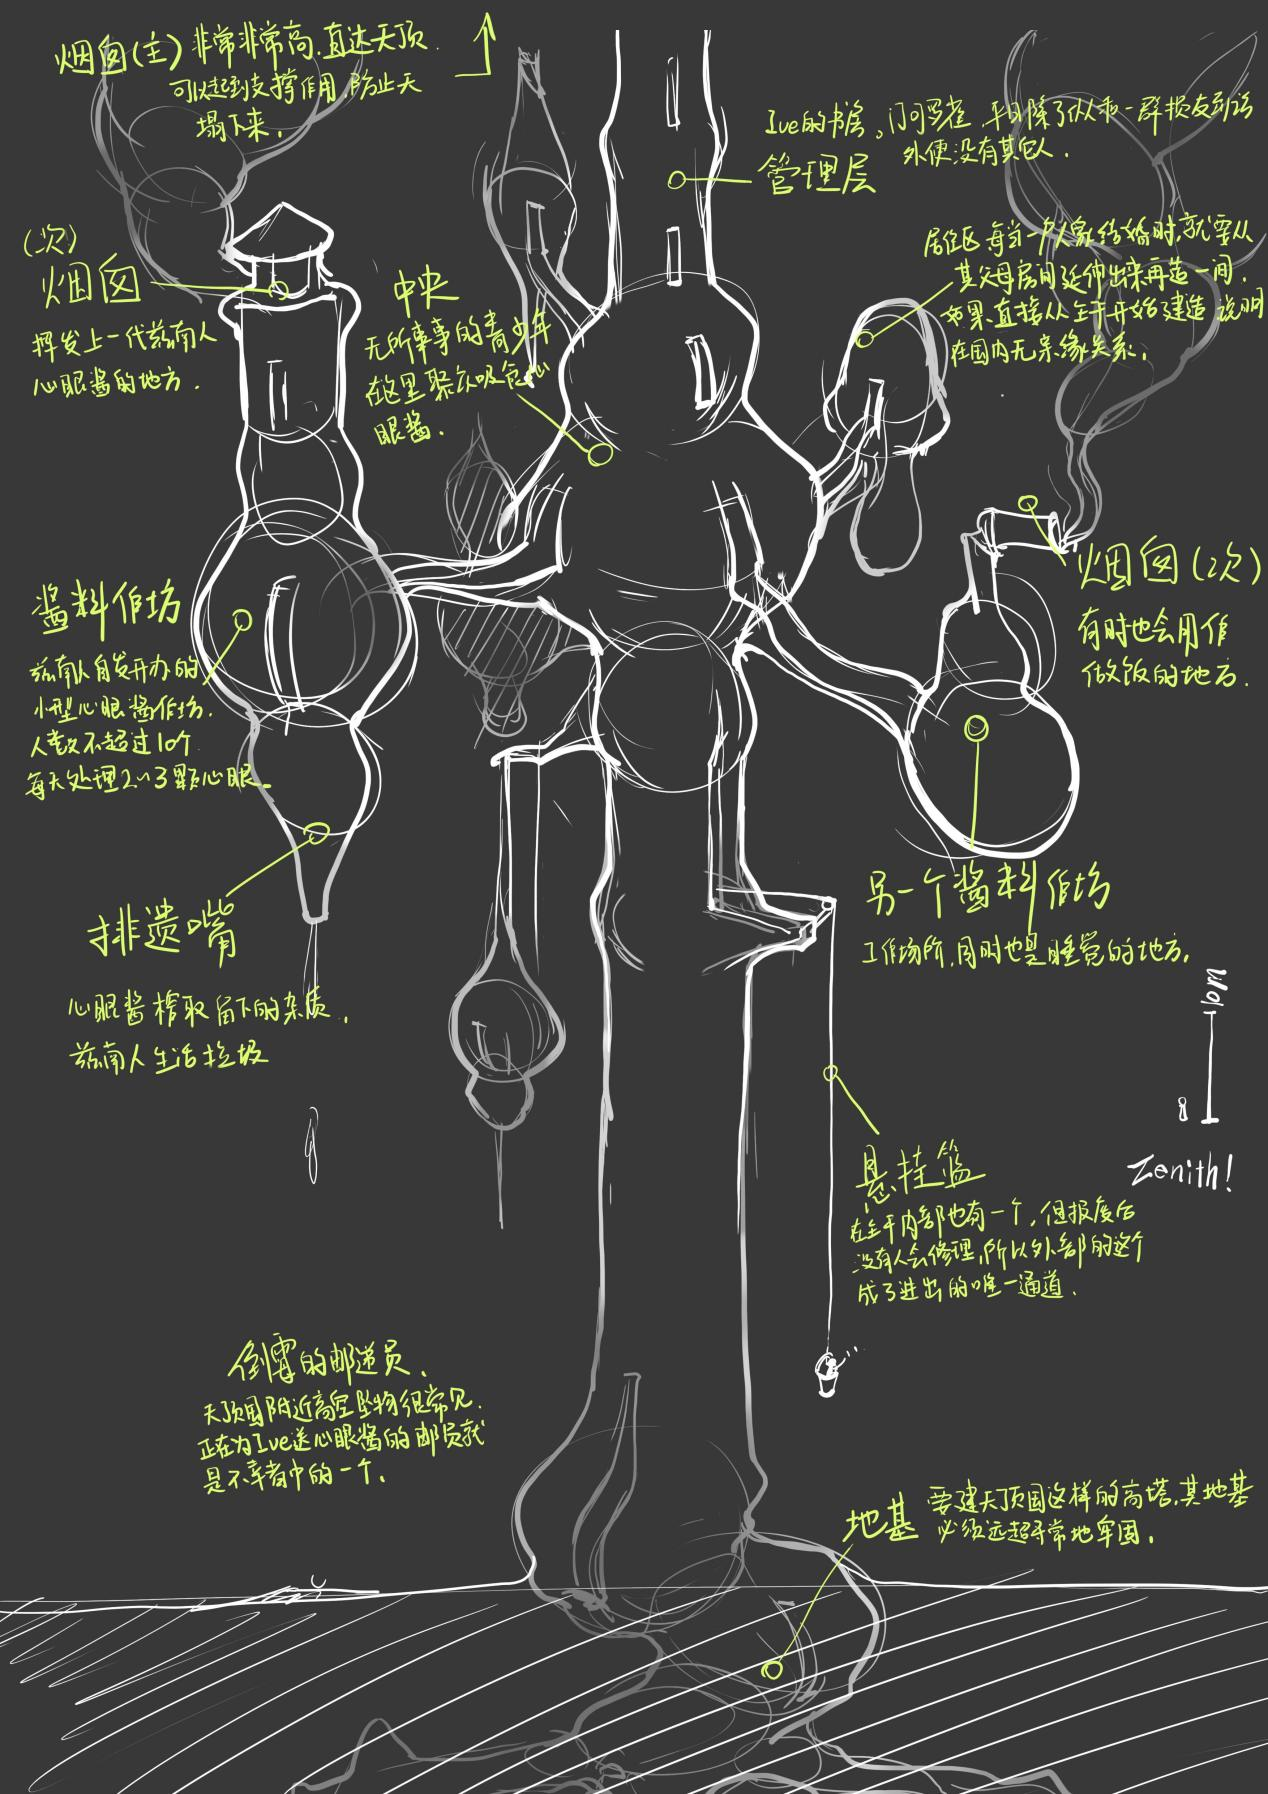 烟囱(主) 非常非常高.直达天顶.
可以起到支撑作用.防止天
塌下来.
Ive的书房。门可罗雀.平日除了仆从和一群损友到访
外便没有其它人.
管理层
(次)
烟囱
挥发上一代兹南人
心眼酱的地方.
中央
无所事事的青少年
在这里聚众吸食心
眼酱.
居住区 每当一个人家结婚时,就要从
其父母房间延伸出来再造一间.
如果直接从主干开始建造 说明
在国内无亲缘关系.
烟囱(次)
有时也会用作
做饭的地方.
酱料作坊
兹南人自发开办的
小型心眼酱作坊.
人数不超过10个.
每天处理2~3颗心眼.
排遗嘴
心眼酱榨取留下的杂质.
兹南人生活垃圾
另一个酱料作坊
工作场所.同时也是睡觉的地方.
10m
Zenith!
悬挂篮
在主干内部也有一个,但报废后
没有人会修理,所以外部的这个
成了进出的唯一通道.
倒霉的邮递员.
天顶国附近高空坠物很常见.
正在为Ive送心眼酱的邮员就
是不幸者中的一个.
地基 要建天顶国这样的高塔.其地基
必须远超寻常地牢固.